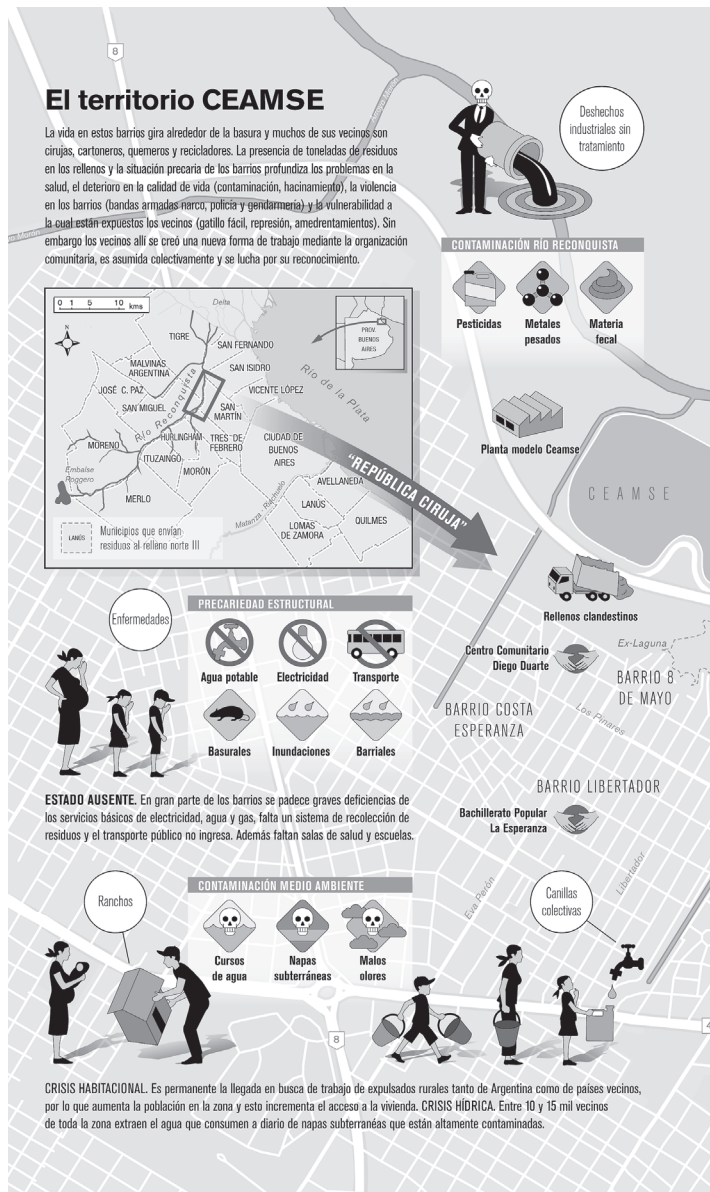 8
El territorio CEAMSE
La vida en estos barrios gira alrededor de la basura y muchos de sus vecinos son
cirujas, cartoneros, quemeros y recicladores. La presencia de toneladas de residuos
en los rellenos y la situación precaria de los barrios profundiza los problemas en la
salud, el deterioro en la calidad de vida (contaminación, hacinamiento), la violencia
en los barrios (bandas armadas narco, policía y gendarmería) y la vulnerabilidad a
la cual están expuestos los vecinos (gatillo fácil, represión, amedrentamientos). Sin
embargo los vecinos allí se creó una nueva forma de trabajo mediante la organización
comunitaria, es asumida colectivamente y se lucha por su reconocimiento.
Deshechos
industriales sin
tratamiento
Morón
CONTAMINACIÓN RÍO RECONQUISTA
Pesticidas
Metales
pesados
Materia
fecal
0 1 5 10 kms
N
Delta
PROV.
BUENOS
AIRES
TIGRE
SAN FERNANDO
MALVINAS
ARGENTINA
SAN ISIDRO
JOSÉ C. PAZ
VICENTE LÓPEZ
SAN MIGUEL
SAN
MARTÍN
Río Reconquista
Río de la Plata
MORENO
HURLINGHAM
TRES DE
FEBRERO
CIUDAD DE
BUENOS
AIRES
ITUZAINGÓ
MORÓN
Embalse
Roggero
MERLO
AVELLANEDA
LANÚS
QUILMES
LOMAS
DE ZAMORA
Matanza - Riachuelo
LANÚS
Municipios que envían
residuos al relleno norte III
"REPÚBLICA CIRUJA"
Planta modelo Ceamse
CEAMSE
Rellenos clandestinos
Centro Comunitario
Diego Duarte
Ex-Laguna
BARRIO 8
DE MAYO
BARRIO COSTA
ESPERANZA
Los Pinares
BARRIO LIBERTADOR
Bachillerato Popular
La Esperanza
Enfermedades
PRECARIEDAD ESTRUCTURAL
Agua potable
Electricidad
Transporte
Basurales
Inundaciones
Barriales
ESTADO AUSENTE. En gran parte de los barrios se padece graves deficiencias de
los servicios básicos de electricidad, agua y gas, falta un sistema de recolección de
residuos y el transporte público no ingresa. Además faltan salas de salud y escuelas.
Ranchos
CONTAMINACIÓN MEDIO AMBIENTE
Cursos
de agua
Napas
subterráneas
Malos
olores
Eva Perón
Canillas
colectivas
Libertador
8
4
CRISIS HABITACIONAL. Es permanente la llegada en busca de trabajo de expulsados rurales tanto de Argentina como de países vecinos,
por lo que aumenta la población en la zona y esto incrementa el acceso a la vivienda. CRISIS HÍDRICA. Entre 10 y 15 mil vecinos
de toda la zona extraen el agua que consumen a diario de napas subterranéas que están altamente contaminadas.